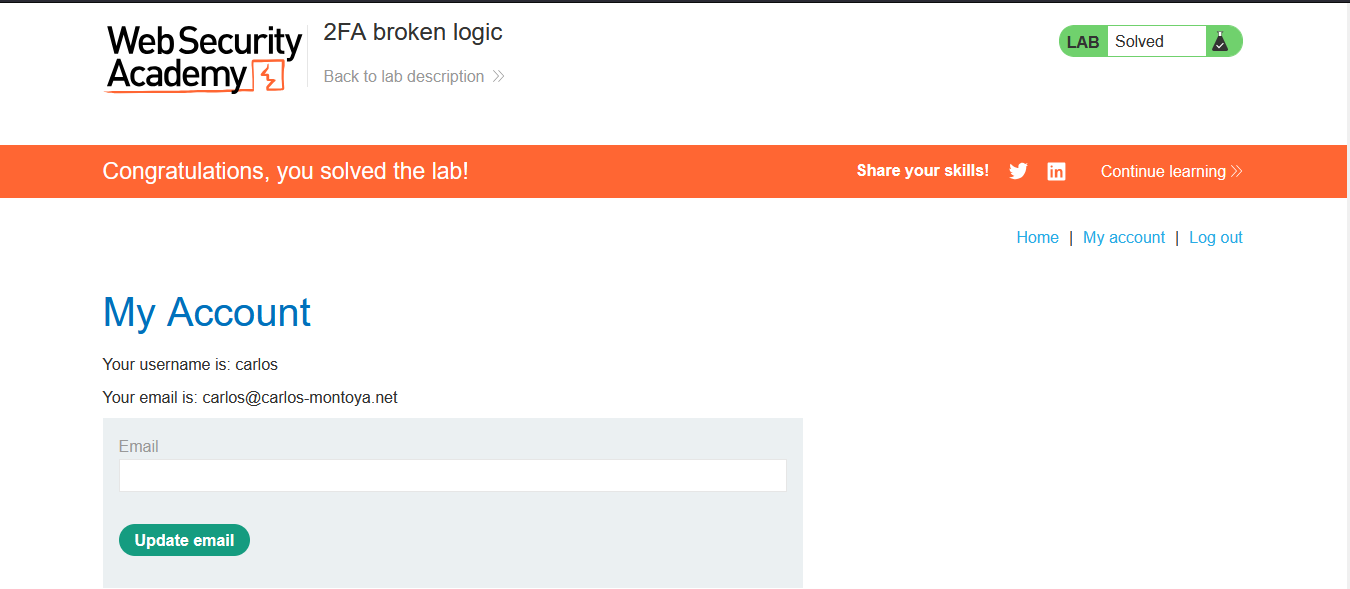 Web Security
Academy
2FA broken logic
Back to lab description
LAB Solved
Congratulations, you solved the lab!
Share your skills!
in
Continue learning
Home | My account | Log out
My Account
Your username is: carlos
Your email is: carlos@carlos-montoya.net
Email
Update email